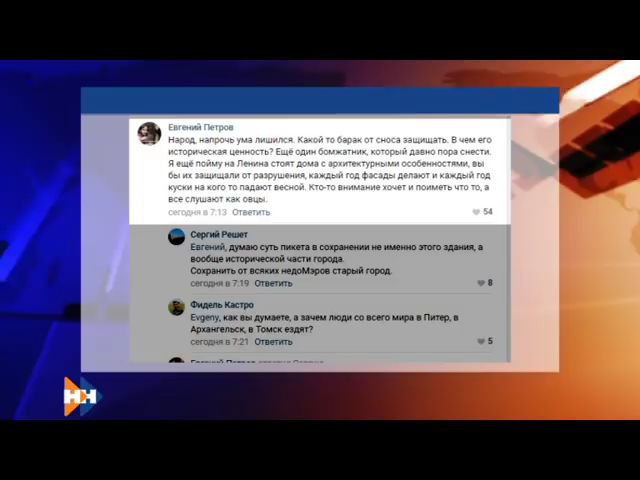 Евгений Петров
Народ, напрочь ума лишился. Какой то барак от сноса защищать. В чем его
историческая ценность? Ещё один бомжатник, который давно пора снести.
Я ещё пойму на Ленина стоят дома с архитектурными особенностями, вы
бы их защищали от разрушения, каждый год фасады делают и каждый год
куски на кого то падают весной. Кто-то внимание хочет и поиметь что то, а
все слушают как овцы.
сегодня в 7:13 Ответить 54
Сергий Решет
Евгений, думаю суть пикета в сохранении не именно этого здания, а
вообще исторической части города.
Сохранить от всяких недоМэров старый город.
сегодня в 7:19 Ответить 8
Фидель Кастро
Evgeny, как вы думаете, а зачем люди со всего мира в Питер, в
Архангельск, в Томск ездят?
сегодня в 7:21 Ответить 5
Евгений Петров
НН